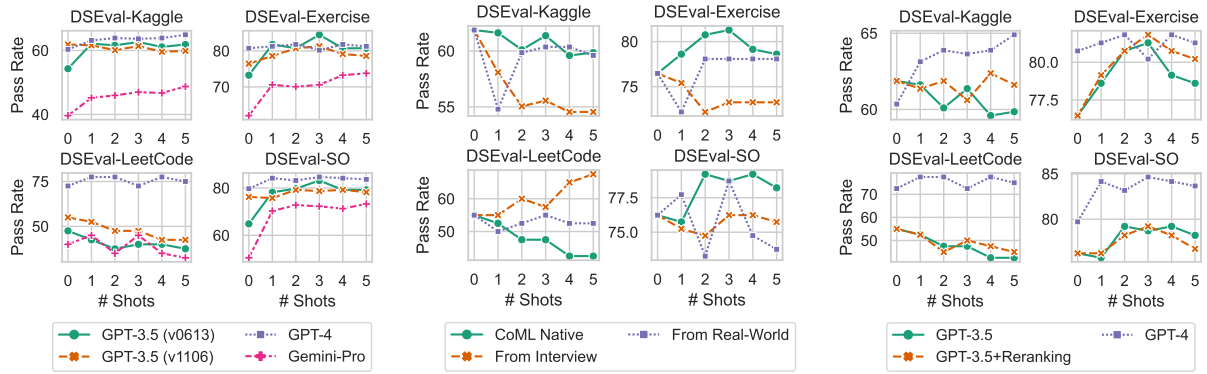 DSEval-Kaggle
DSEval-Exercise
Pass Rate
60
40
0 1 2 3 4 5
80
70
0 1 2 3 4 5
DSEval-LeetCode
DSEval-SO
Pass Rate
75
50
0 1 2 3 4 5
# Shots
80
60
0 1 2 3 4 5
# Shots
GPT-3.5 (v0613)
GPT-4
GPT-3.5 (v1106)
Gemini-Pro
DSEval-Kaggle
DSEval-Exercise
Pass Rate
60
55
0 1 2 3 4 5
80
75
0 1 2 3 4 5
DSEval-LeetCode
DSEval-SO
Pass Rate
60
50
0 1 2 3 4 5
# Shots
77.5
75.0
0 1 2 3 4 5
# Shots
CoML Native
From Real-World
From Interview
DSEval-Kaggle
DSEval-Exercise
Pass Rate
65
60
0 1 2 3 4 5
80.0
77.5
0 1 2 3 4 5
DSEval-LeetCode
DSEval-SO
Pass Rate
70
60
50
0 1 2 3 4 5
# Shots
85
80
0 1 2 3 4 5
# Shots
GPT-3.5
GPT-4
GPT-3.5+Reranking